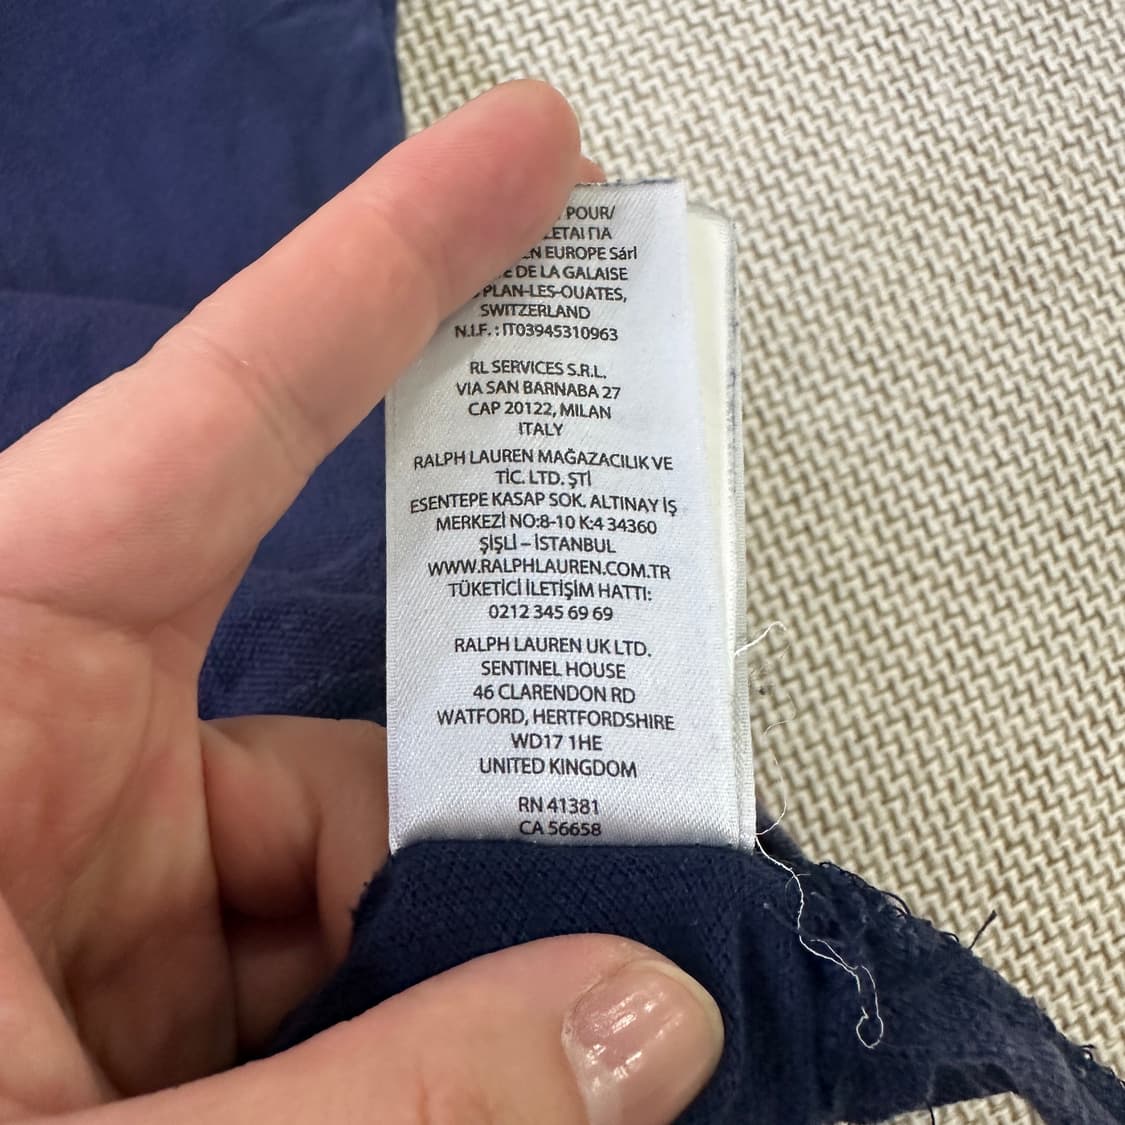 POUR/
EUROPE Sárl
DE LA GALAISE
PLAN-LES-OUATES,
SWITZERLAND
N.I.F. : IT03945310963
RL SERVICES S.R.L.
VIA SAN BARNABA 27
CAP 20122, MILAN
ITALY
RALPH LAUREN MAĞAZACILIK VE
TİC. LTD. ŞTİ
ESENTEPE KASAP SOK. ALTINAY İŞ
MERKEZİ NO:8-10 K:4 34360
ŞİŞLİ – İSTANBUL
WWW.RALPHLAUREN.COM.TR
TÜKETİCİ İLETİŞİM HATTI:
0212 345 69 69
RALPH LAUREN UK LTD.
SENTINEL HOUSE
46 CLARENDON RD
WATFORD, HERTFORDSHIRE
WD17 1HE
UNITED KINGDOM
RN 41381
CA 56658